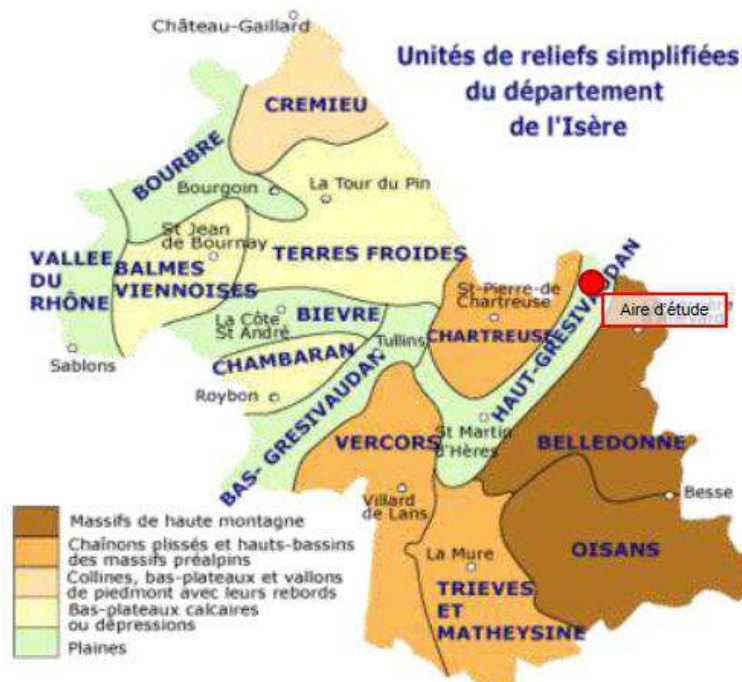 Unités de reliefs simplifiées
du département
de l'Isère
Château-Gaillard
CREMIEU
BOURBRE
Bourgoin
La Tour du Pin
St Jean
de Bournay
VALLEE
DU
RHÔNE
BALMES
VIENNOISES
TERRES FROIDES
St-Pierre-de
Chartreuse
CHARTREUSE
HAUT-GRESIVAUDAN
Aire d'étude
La Côte
St André
BIEVRE
Tullins
CHAMBARAN
Sablons
Roybon
BAS- GRESIVAUDAN
VERCORS
St Martin
d'Hères
BELLEDONNE
Villard
de Lans
Besse
OISANS
La Mure
TRIEVES
ET
MATHEYSINE
Massifs de haute montagne
Chaînons plissés et hauts-bassins
des massifs préalpins
Collines, bas-plateaux et vallons
de piedmont avec leurs rebords
Bas-plateaux calcaires
ou dépressions
Plaines